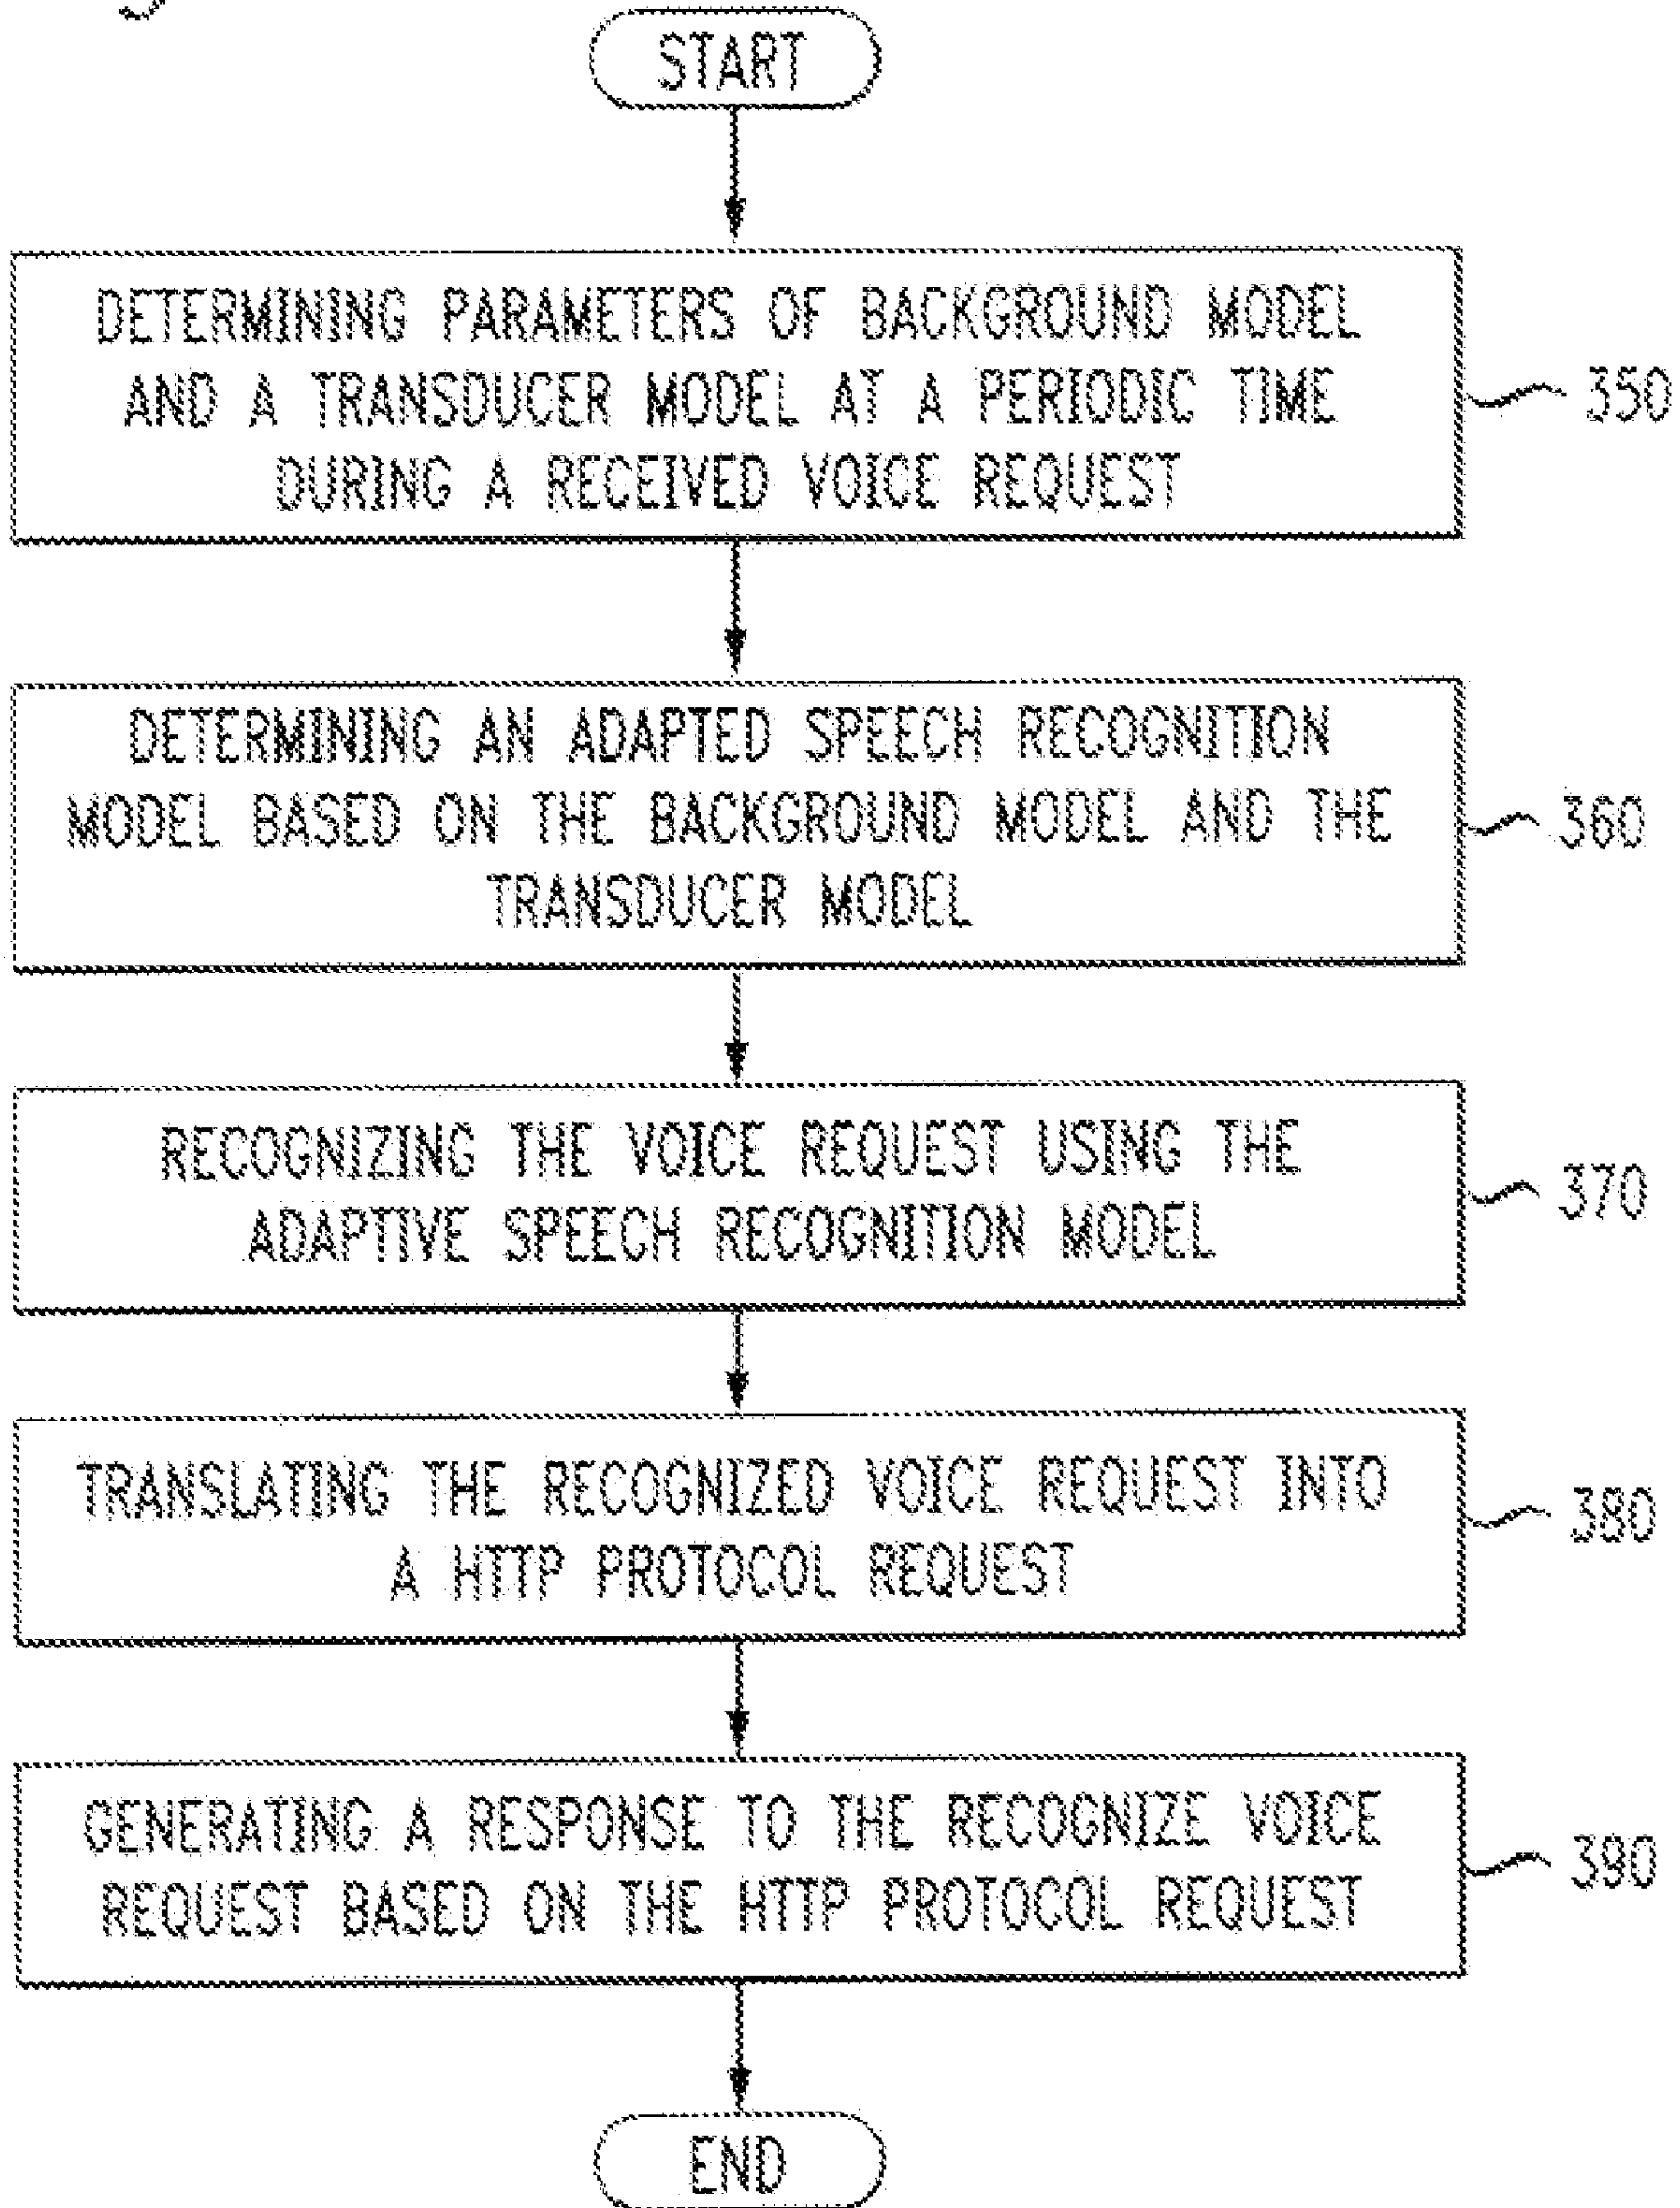 START
DETERMINING PARAMETERS OF BACKGROUND MODEL
AND A TRANSDUCER MODEL AT A PERIODIC TIME
DURING A RECEIVED VOICE REQUEST
350
DETERMINING AN ADAPTED SPEECH RECOGNITION
MODEL BASED ON THE BACKGROUND MODEL AND THE
TRANSDUCER MODEL
360
RECOGNIZING THE VOICE REQUEST USING THE
ADAPTIVE SPEECH RECOGNITION MODEL
370
TRANSLATING THE RECOGNIZED VOICE REQUEST INTO
A HTTP PROTOCOL REQUEST
380
GENERATING A RESPONSE TO THE RECOGNIZE VOICE
REQUEST BASED ON THE HTTP PROTOCOL REQUEST
390
END